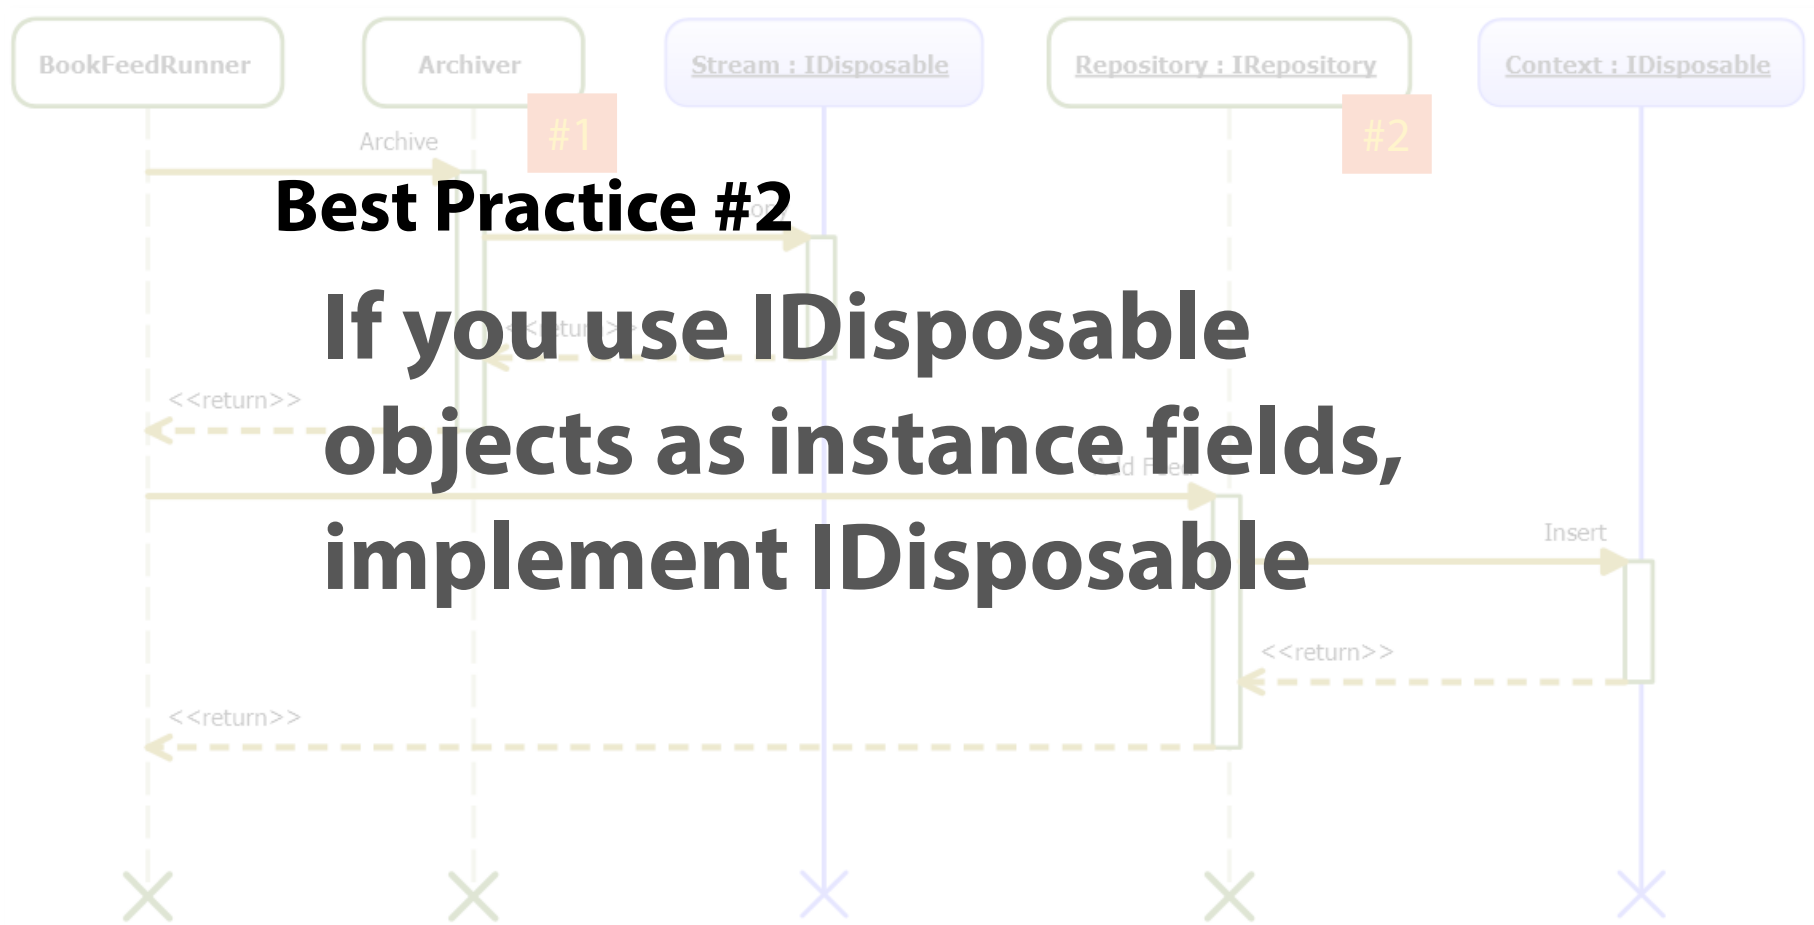 BookFeedRunner
Archiver
Stream : IDisposable
Repository : IRepository
Context : IDisposable
#1
#2
Archive
Best Practice #2
If you use IDisposable
<<return>>
objects as instance fields,
implement IDisposable
Insert
<<return>>
<<return>>